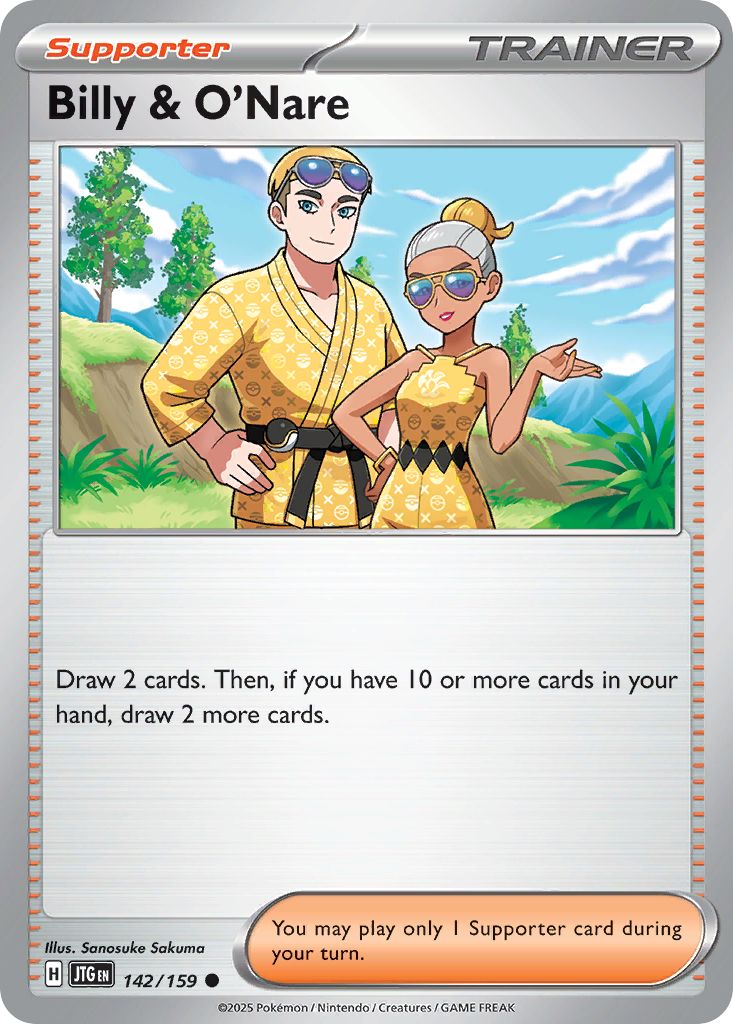 Supporter
TRAINER
Billy & O'Nare
Draw 2 cards. Then, if you have 10 or more cards in your
hand, draw 2 more cards.
You may play only 1 Supporter card during
your turn.
Illus. Sanosuke Sakuma
H JTG EN 142/159
©2025 Pokémon / Nintendo / Creatures / GAME FREAK